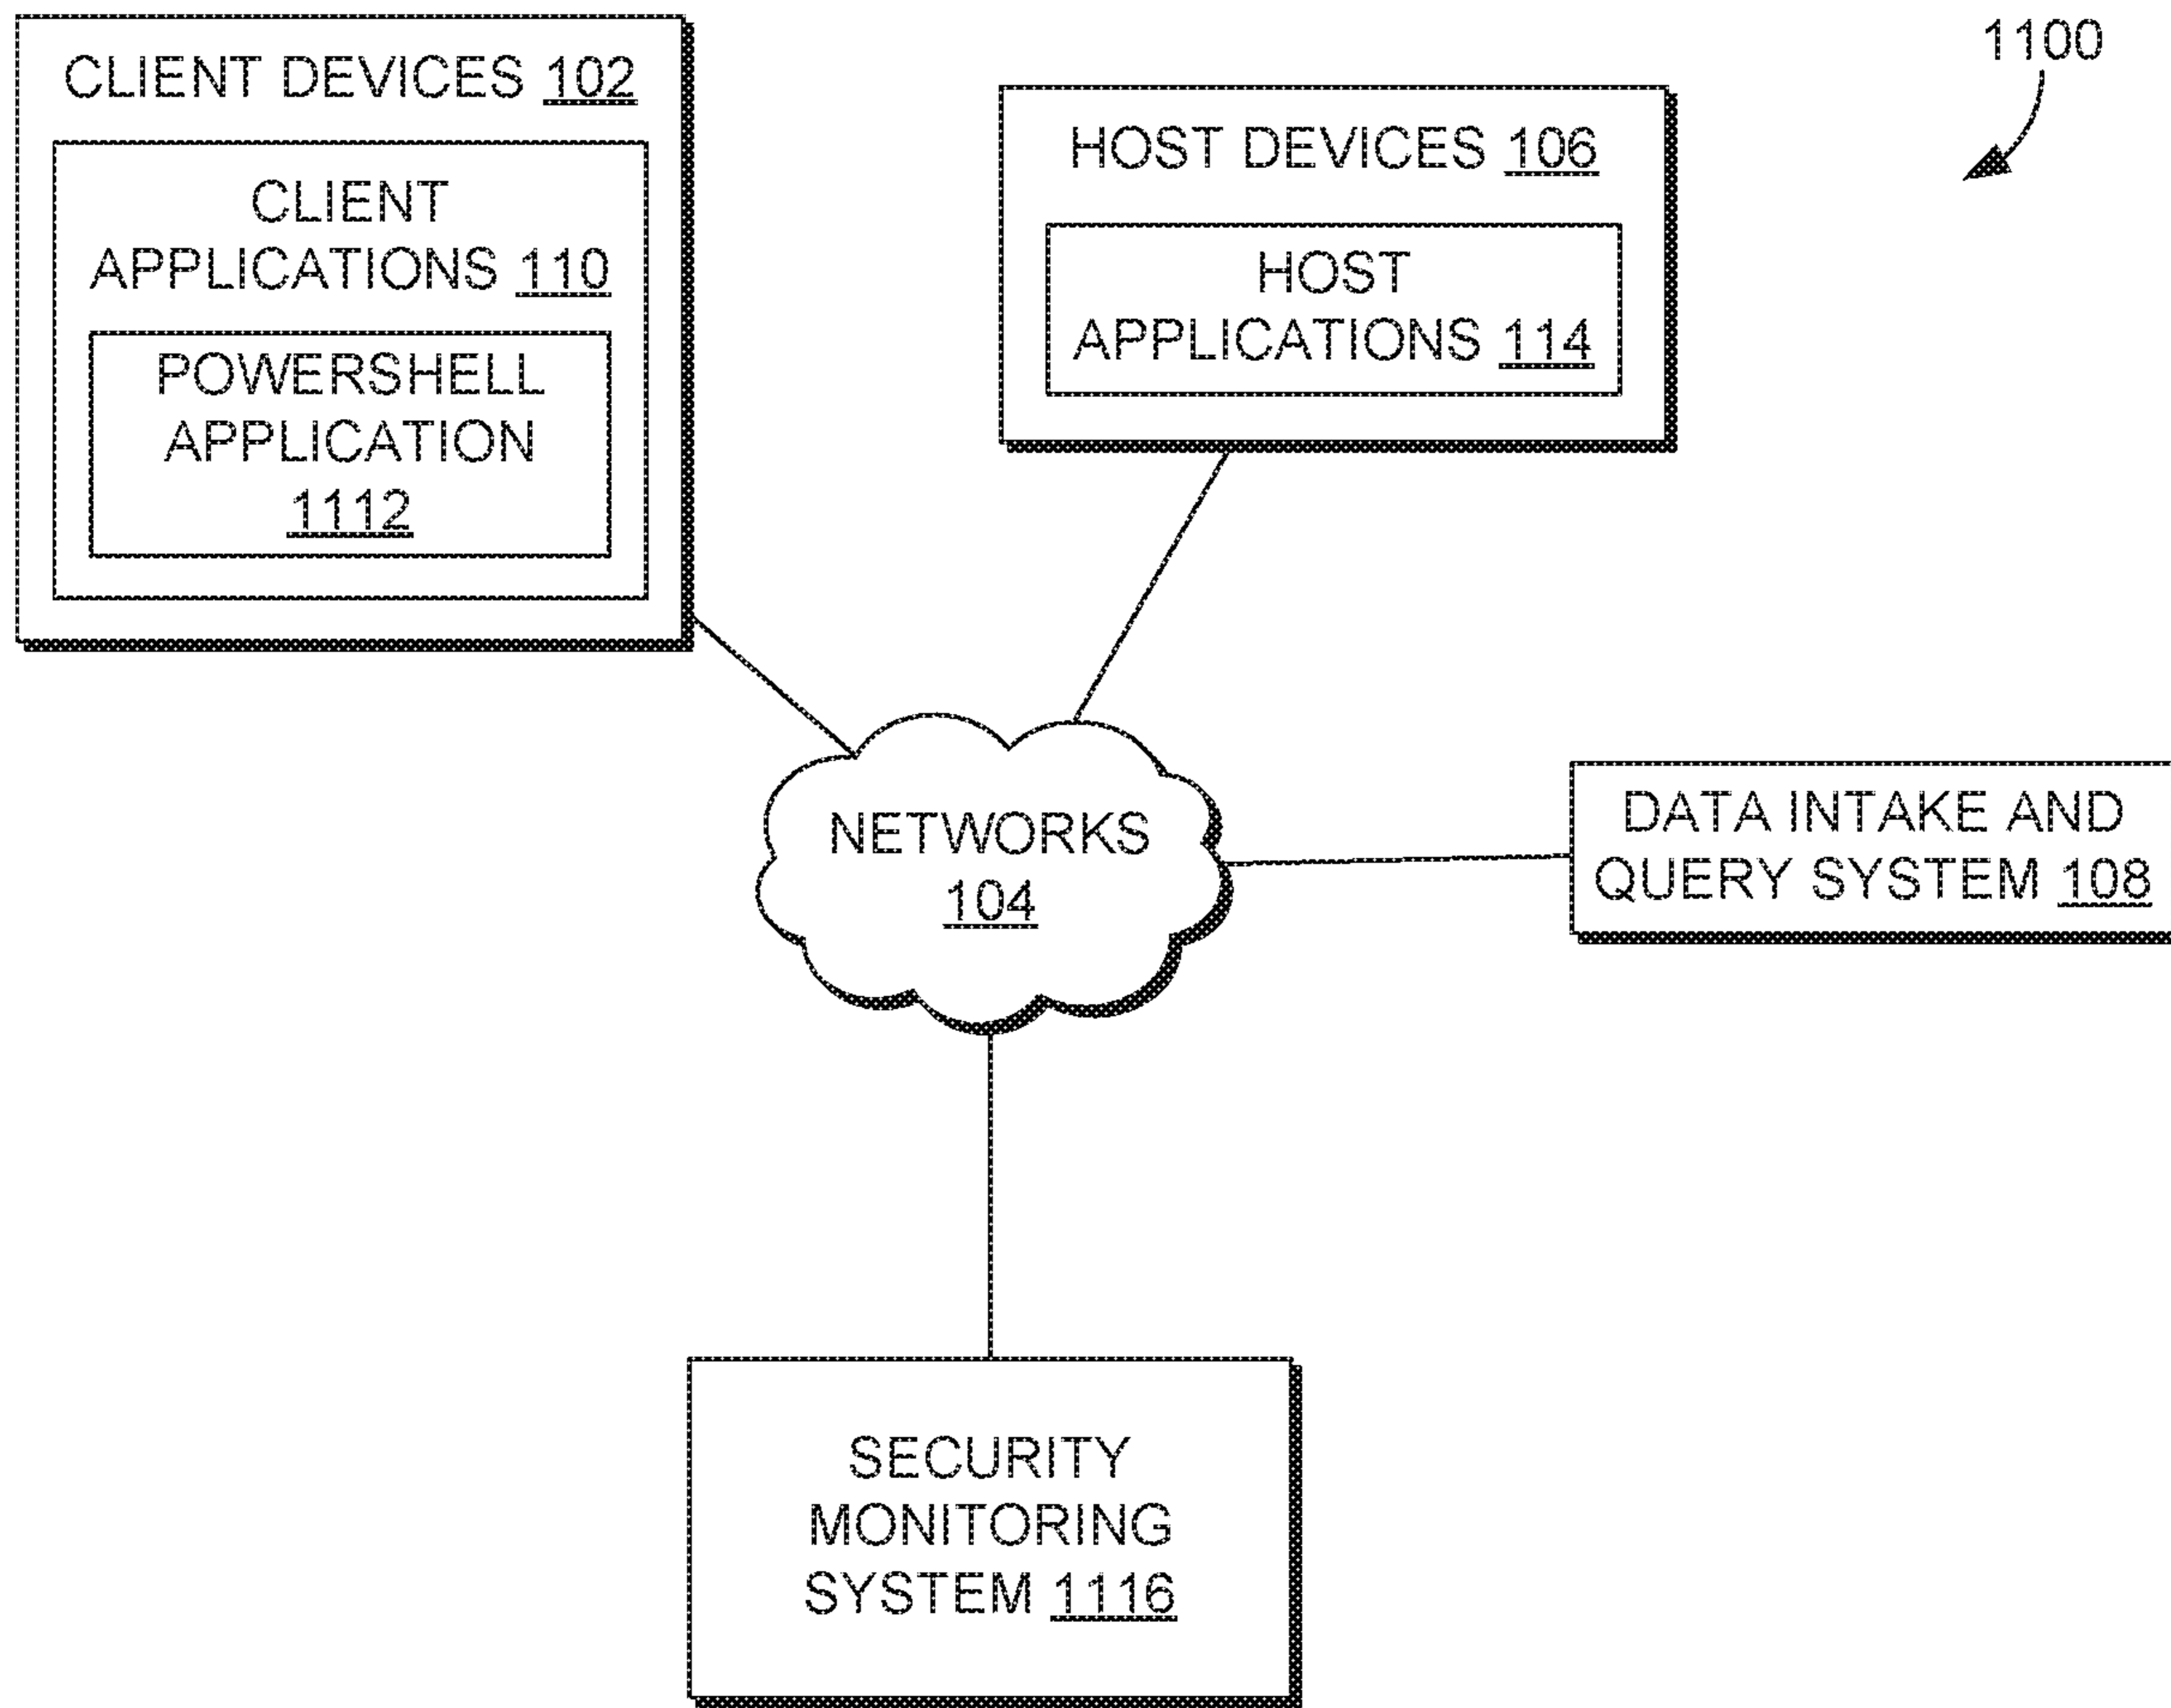 CLIENT DEVICES 102
CLIENT
APPLICATIONS 110
POWERSHELL
APPLICATION
1112
1100
HOST DEVICES 106
HOST
APPLICATIONS 114
NETWORKS
104
DATA INTAKE AND
QUERY SYSTEM 108
SECURITY
MONITORING
SYSTEM 1116